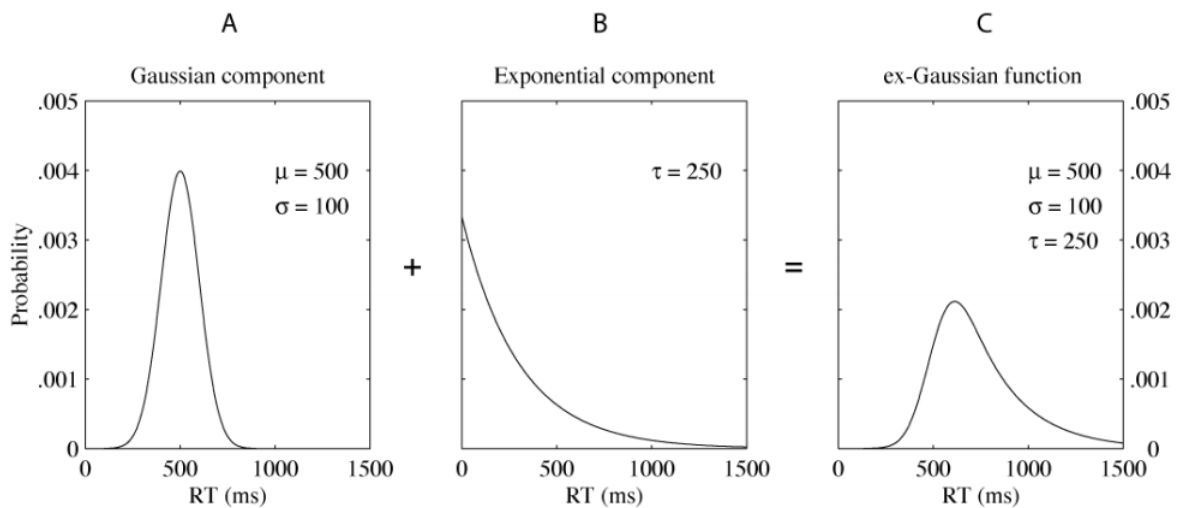 A
B
C
Gaussian component
Exponential component
ex-Gaussian function
Probability
.005
.004
.003
.002
.001
0
μ = 500
σ = 100
0
500
1000
1500
RT (ms)
+
τ = 250
0
500
1000
1500
RT (ms)
=
μ = 500
σ = 100
τ = 250
.005
.004
.003
.002
.001
0
0
500
1000
1500
RT (ms)